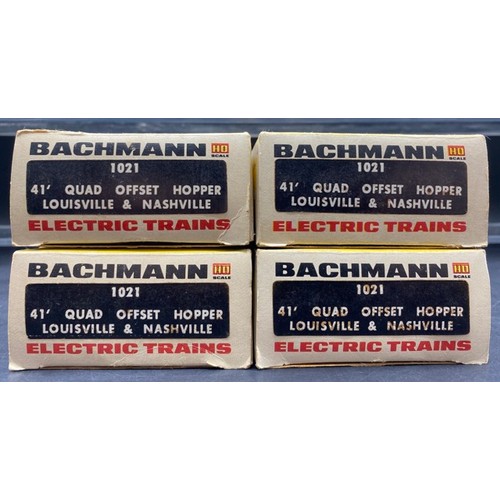 BACHMANN HO SCALE
1021
41' QUAD OFFSET HOPPER
LOUISVILLE & NASHVILLE
ELECTRIC TRAINS
BACHMANN HO SCALE
1021
41' QUAD OFFSET HOPPER
LOUISVILLE & NASHVILLE
ELECTRIC TRAINS
BACHMANN HO SCALE
1021
41' QUAD OFFSET HOPPER
LOUISVILLE & NASHVILLE
ELECTRIC TRAINS
BACHMANN HO SCALE
1021
41' QUAD OFFSET HOPPER
LOUISVILLE & NASHVILLE
ELECTRIC TRAINS